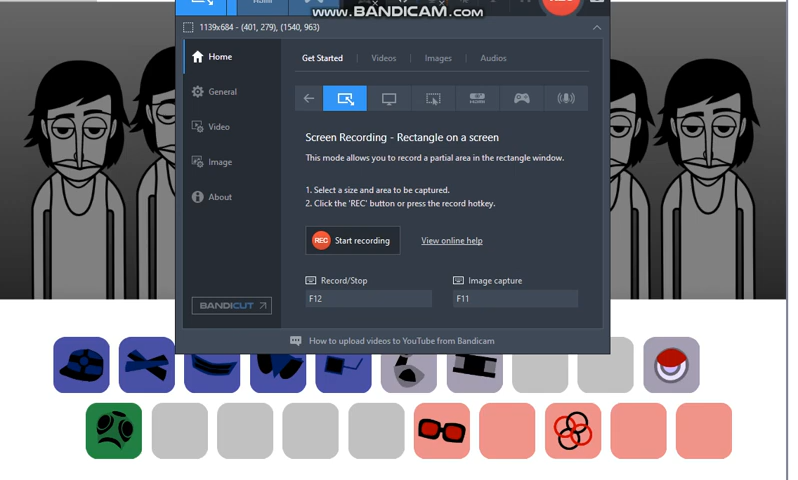 www.BANDICAM.com
1139x684 - (401, 279), (1540, 963)
Home
Get Started
Videos
Images
Audios
General
Video
Image
About
Screen Recording - Rectangle on a screen
This mode allows you to record a partial area in the rectangle window.
1. Select a size and area to be captured.
2. Click the 'REC' button or press the record hotkey.
REC Start recording
View online help
Record/Stop
Image capture
F12
F11
BANDICUT
How to upload videos to YouTube from Bandicam